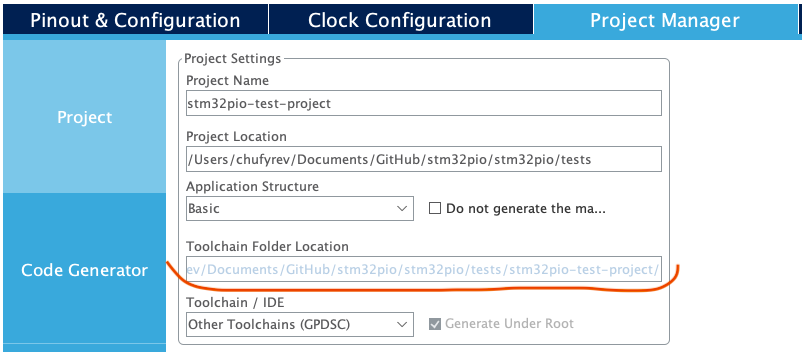 Pinout & Configuration Clock Configuration Project Manager
Project
Code Generator
Project Settings
Project Name
stm32pio-test-project
Project Location
/Users/chufyrev/Documents/GitHub/stm32pio/stm32pio/tests
Application Structure
Basic Do not generate the ma...
Toolchain Folder Location
ev/Documents/GitHub/stm32pio/stm32pio/tests/stm32pio-test-project/
Toolchain / IDE
Other Toolchains (GPDSC) Generate Under Root